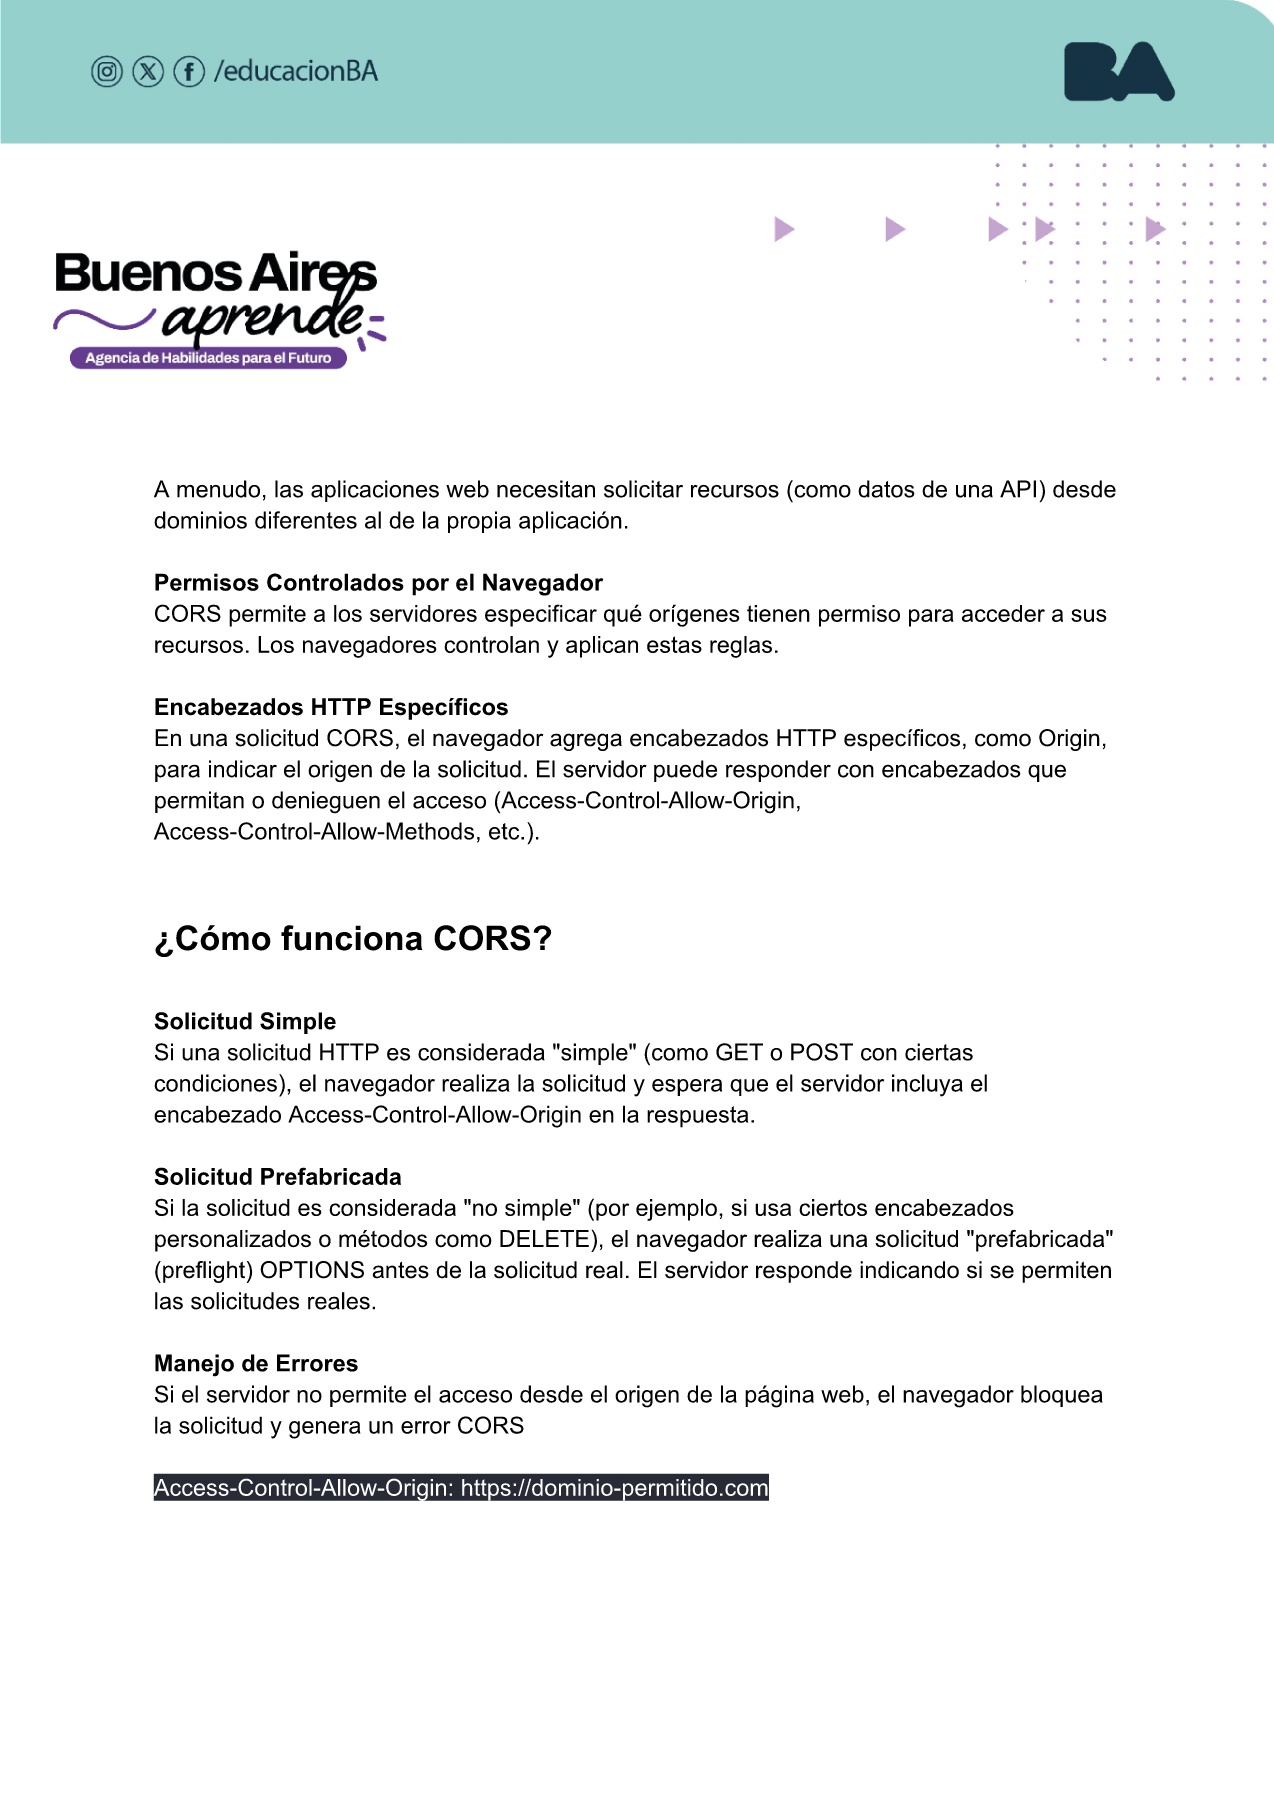 /educacionBA
BA
Buenos Aires
aprende
Agencia de Habilidades para el Futuro
A menudo, las aplicaciones web necesitan solicitar recursos (como datos de una API) desde
dominios diferentes al de la propia aplicación.
Permisos Controlados por el Navegador
CORS permite a los servidores especificar qué orígenes tienen permiso para acceder a sus
recursos. Los navegadores controlan y aplican estas reglas.
Encabezados HTTP Específicos
En una solicitud CORS, el navegador agrega encabezados HTTP específicos, como Origin,
para indicar el origen de la solicitud. El servidor puede responder con encabezados que
permitan o denieguen el acceso (Access-Control-Allow-Origin,
Access-Control-Allow-Methods, etc.).
¿Cómo funciona CORS?
Solicitud Simple
Si una solicitud HTTP es considerada "simple" (como GET o POST con ciertas
condiciones), el navegador realiza la solicitud y espera que el servidor incluya el
encabezado Access-Control-Allow-Origin en la respuesta.
Solicitud Prefabricada
Si la solicitud es considerada "no simple" (por ejemplo, si usa ciertos encabezados
personalizados o métodos como DELETE), el navegador realiza una solicitud "prefabricada"
(preflight) OPTIONS antes de la solicitud real. El servidor responde indicando si se permiten
las solicitudes reales.
Manejo de Errores
Si el servidor no permite el acceso desde el origen de la página web, el navegador bloquea
la solicitud y genera un error CORS
Access-Control-Allow-Origin: https://dominio-permitido.com